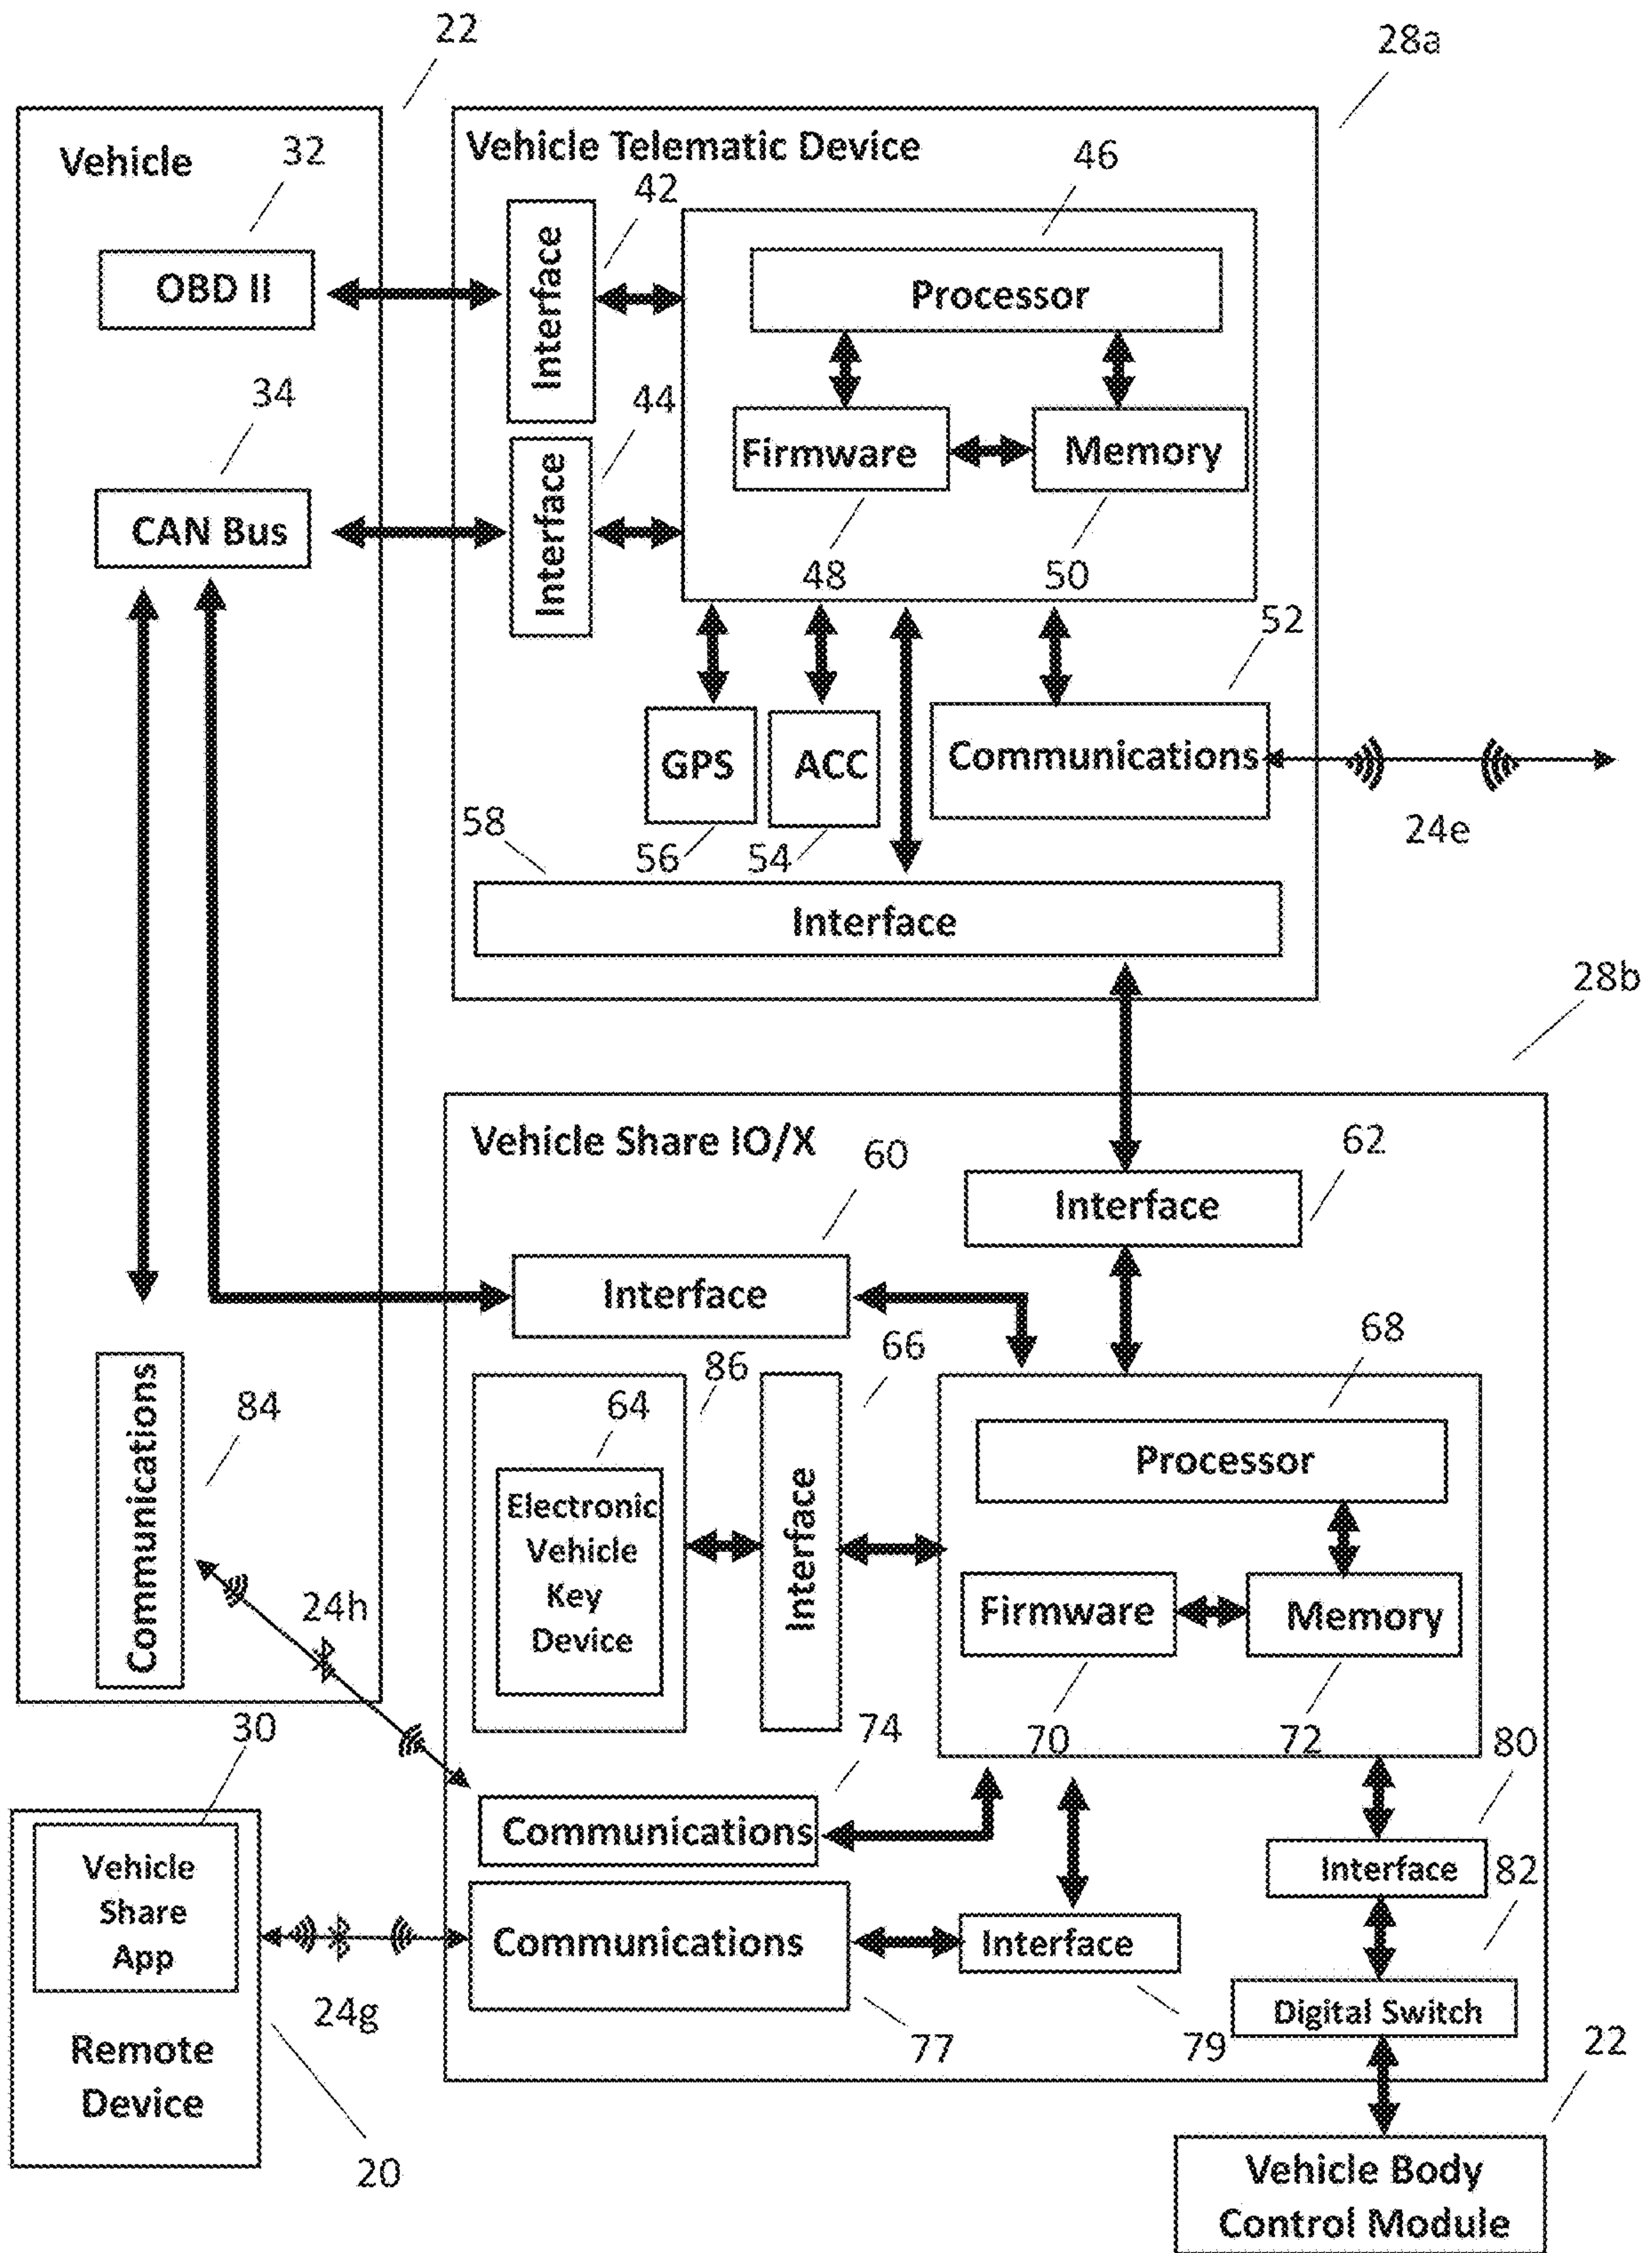 22
28a
Vehicle
32
OBD II
34
CAN Bus
Vehicle Telematic Device
42
Interface
44
Interface
46
Processor
Firmware
Memory
48
50
52
GPS
ACC
Communications
56
54
58
24e
Interface
28b
Vehicle Share IO/X
60
62
Interface
Interface
66
68
86
64
Electronic
Vehicle
Key
Device
Interface
Processor
Firmware
Memory
70
72
84
Communications
24h
74
80
Communications
Interface
82
30
Vehicle
Share
App
24g
Communications
Interface
Digital Switch
77
79
22
Remote
Device
20
Vehicle Body
Control Module